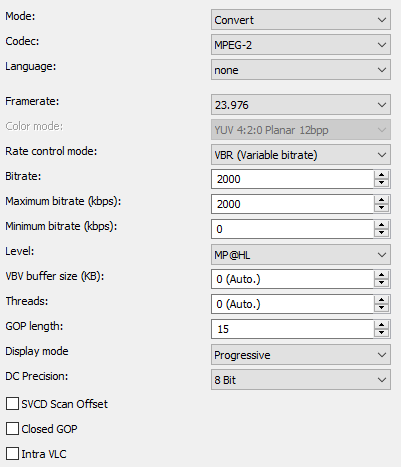 Mode: Convert
Codec: MPEG-2
Language: none
Framerate: 23.976
Color mode: YUV 4:2:0 Planar 12bpp
Rate control mode: VBR (Variable bitrate)
Bitrate: 2000
Maximum bitrate (kbps): 2000
Minimum bitrate (kbps): 0
Level: MP@HL
VBV buffer size (KB): 0 (Auto.)
Threads: 0 (Auto.)
GOP length: 15
Display mode Progressive
DC Precision: 8 Bit
SVCD Scan Offset
Closed GOP
Intra VLC